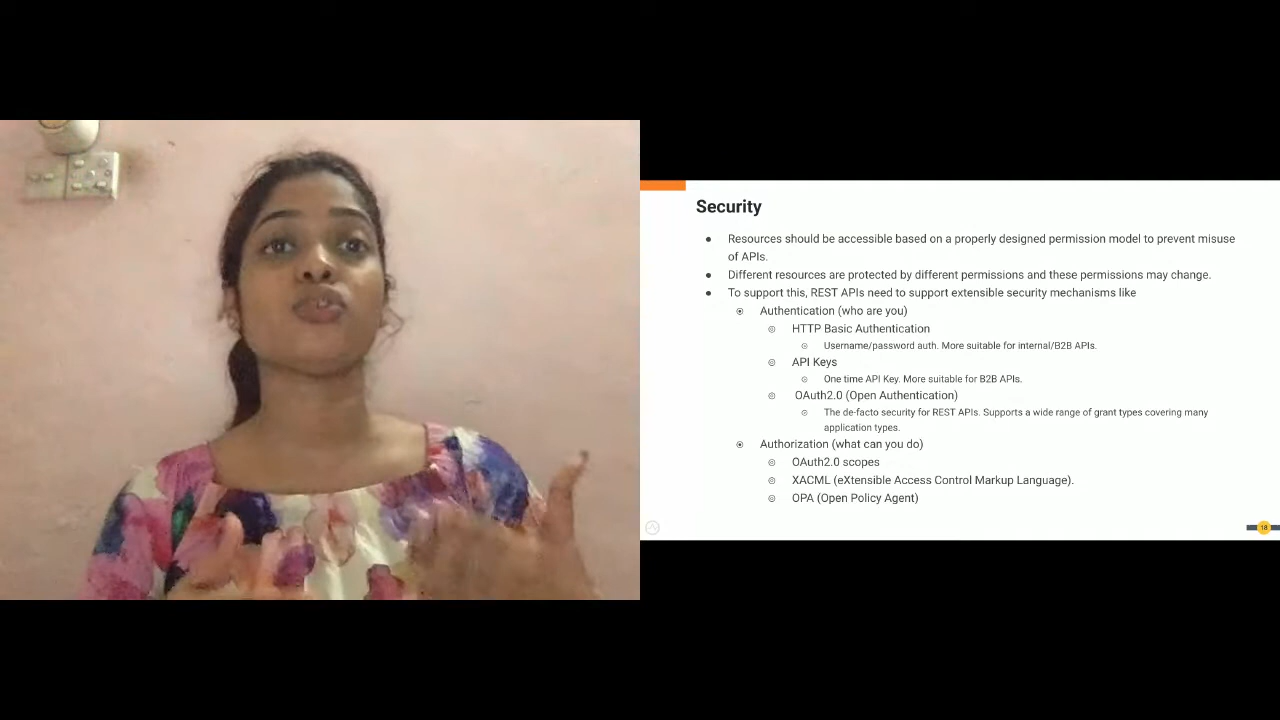 Security
Resources should be accessible based on a properly designed permission model to prevent misuse
of APIs.
Different resources are protected by different permissions and these permissions may change.
To support this, REST APIs need to support extensible security mechanisms like
Authentication (who are you)
HTTP Basic Authentication
Username/password auth. More suitable for internal/B2B APIs.
API Keys
One time API Key. More suitable for B2B APIs.
OAuth2.0 (Open Authentication)
The de-facto security for REST APIs. Supports a wide range of grant types covering many
application types.
Authorization (what can you do)
OAuth2.0 scopes
XACML (eXtensible Access Control Markup Language).
OPA (Open Policy Agent)
18